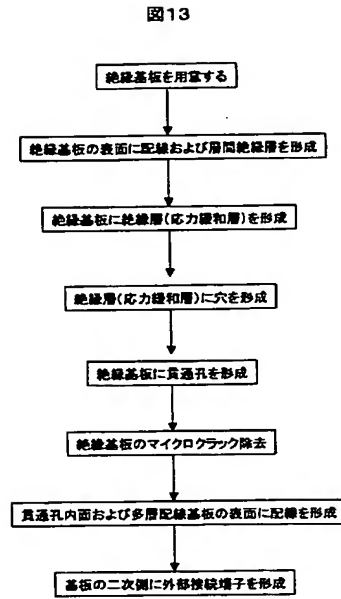 図13
絶縁基板を用意する
絶縁基板の表面に配線および層間絶縁層を形成
絶縁基板に絶縁層(応力緩和層)を形成
絶縁層(応力緩和層)に穴を形成
絶縁基板に貫通孔を形成
絶縁基板のマイクロクラック除去
貫通孔内面および多層配線基板の表面に配線を形成
基板の二次側に外部接続端子を形成